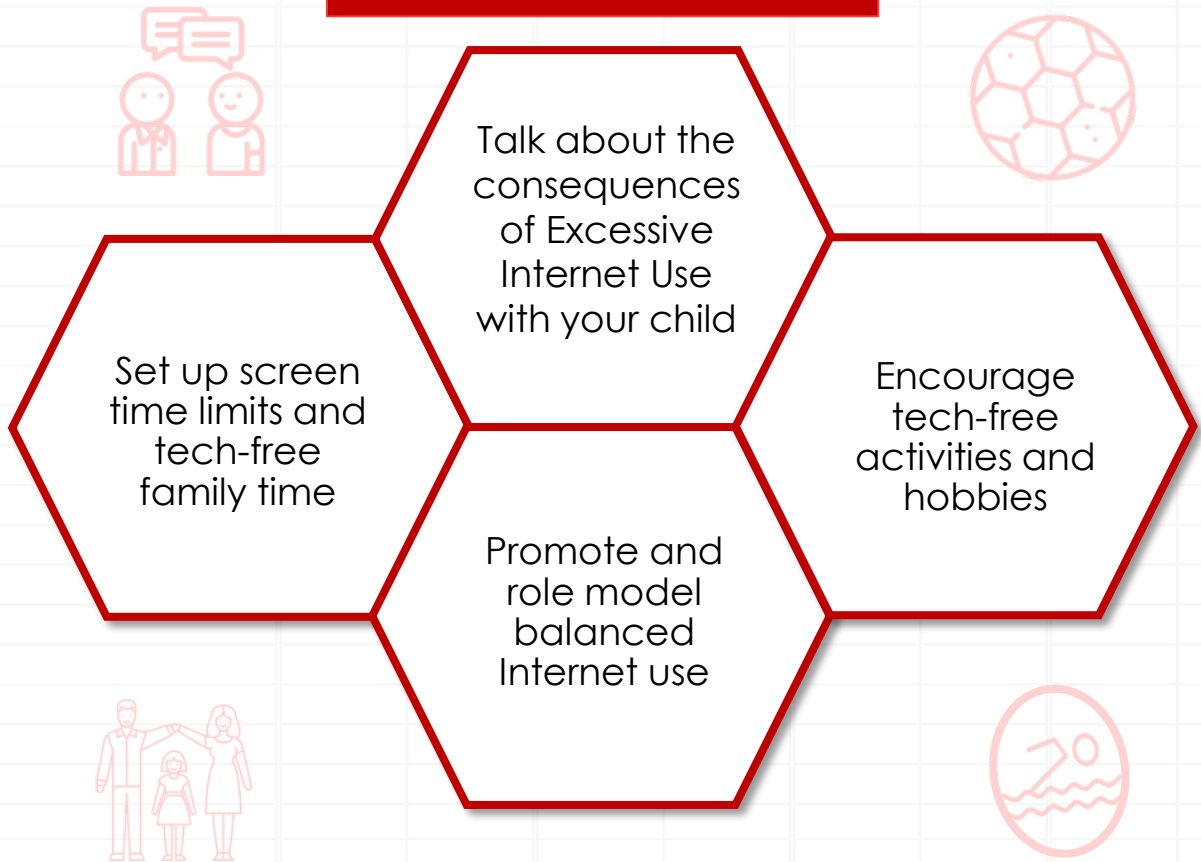 Talk about the
consequences
of Excessive
Internet Use
with your child
Set up screen
time limits and
tech-free
family time
Encourage
tech-free
activities and
hobbies
Promote and
role model
balanced
Internet use